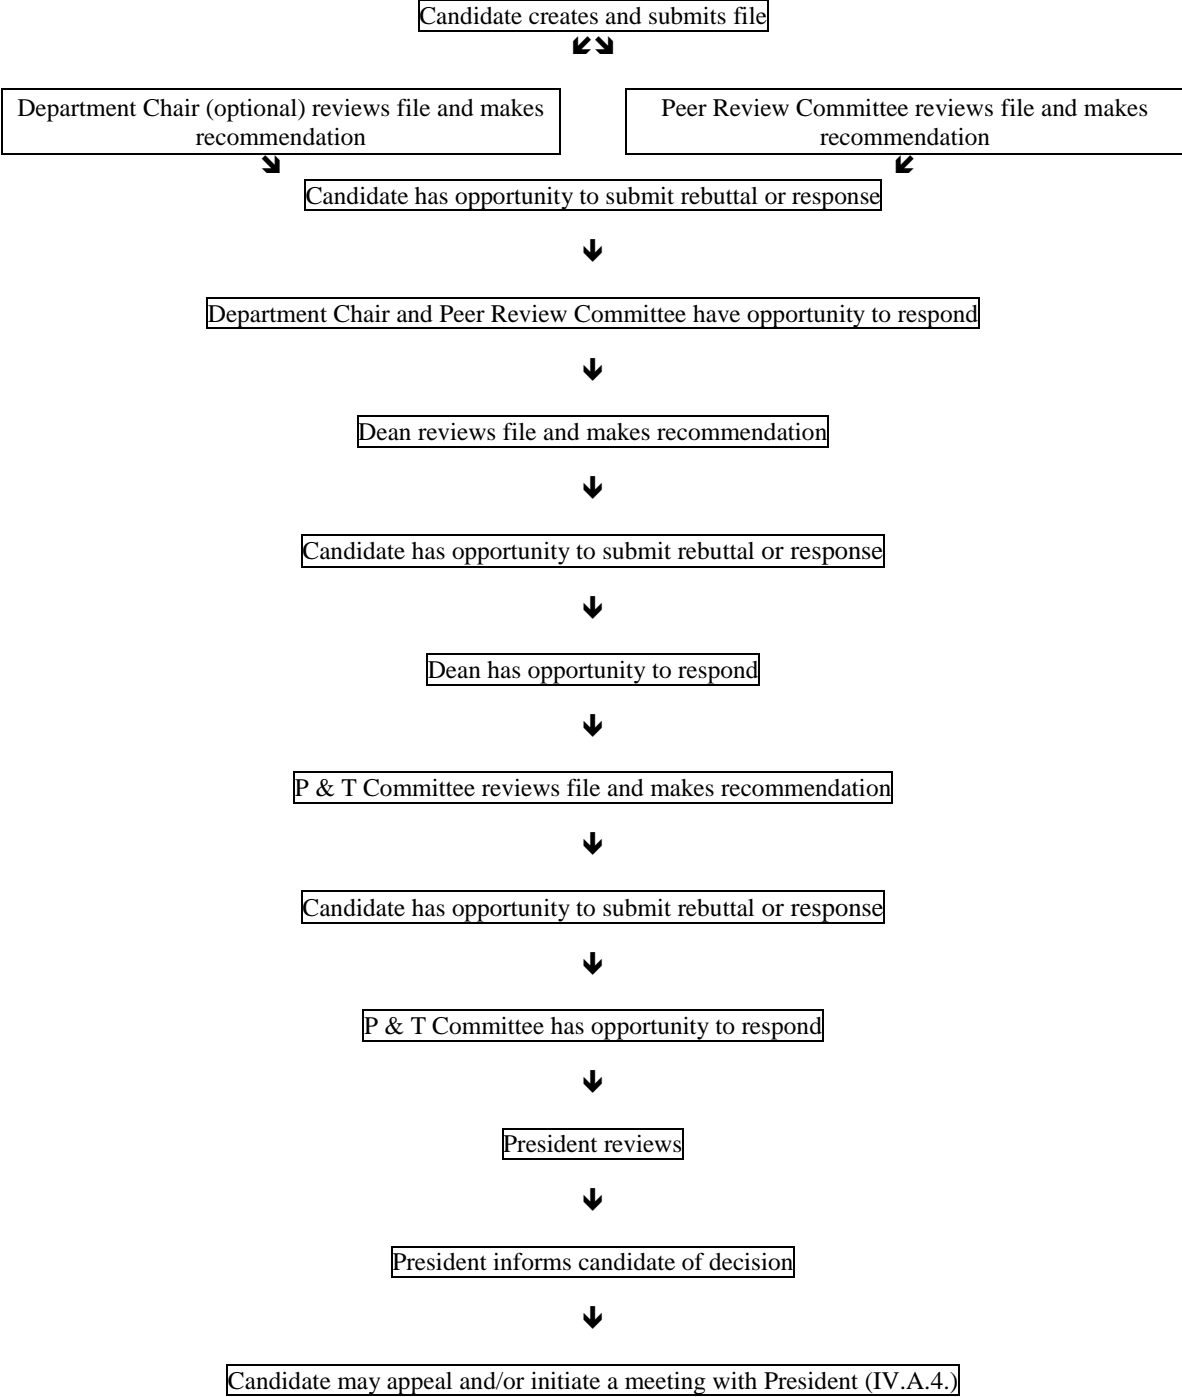 Candidate creates and submits file
Department Chair (optional) reviews file and makes
recommendation
Peer Review Committee reviews file and makes
recommendation
Candidate has opportunity to submit rebuttal or response
Department Chair and Peer Review Committee have opportunity to respond
Dean reviews file and makes recommendation
Candidate has opportunity to submit rebuttal or response
Dean has opportunity to respond
P & T Committee reviews file and makes recommendation
Candidate has opportunity to submit rebuttal or response
P & T Committee has opportunity to respond
President reviews
President informs candidate of decision
Candidate may appeal and/or initiate a meeting with President (IV.A.4.)